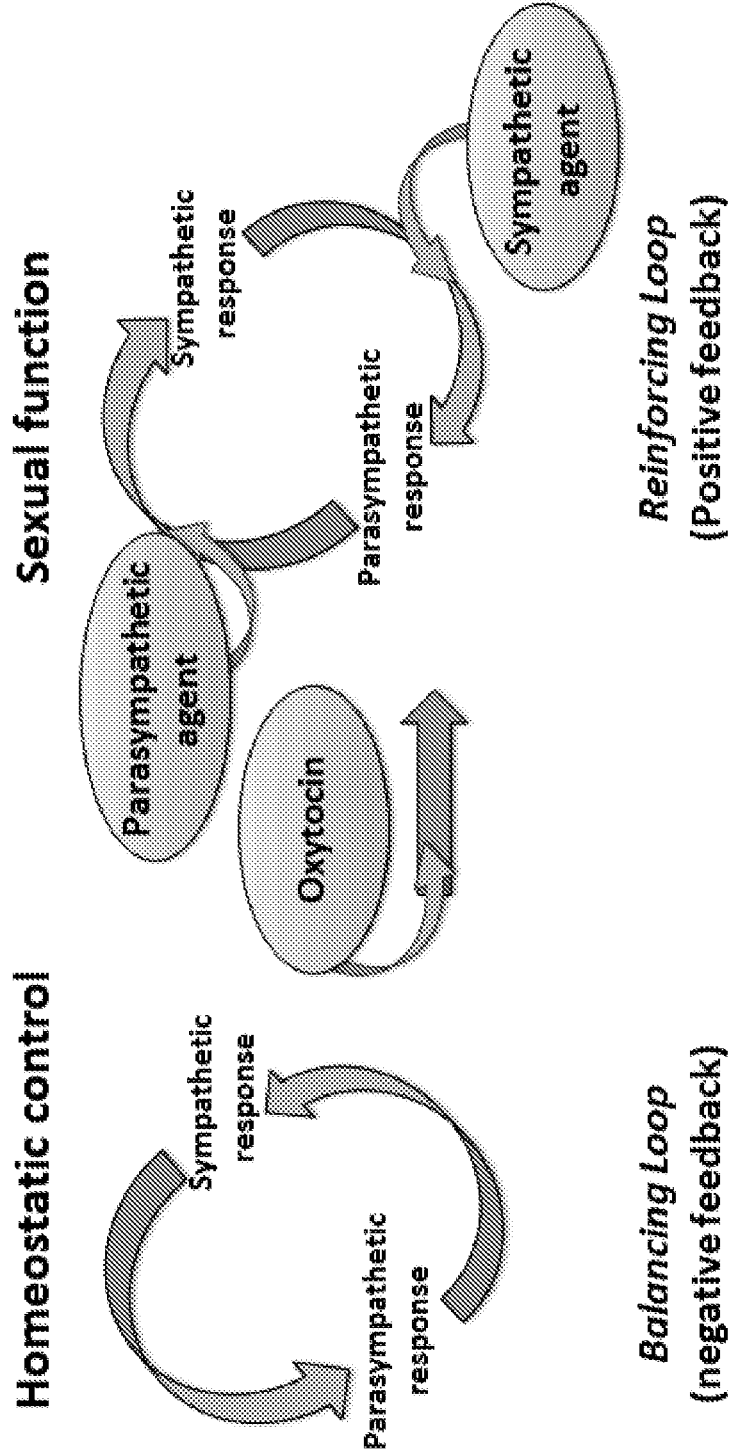 Homeostatic control
Sympathetic
response
Parasympathetic
response
Balancing Loop
(negative feedback)
Oxytocin
Sexual function
Parasympathetic
agent
Sympathetic
response
Parasympathetic
response
Sympathetic
agent
Reinforcing Loop
(Positive feedback)